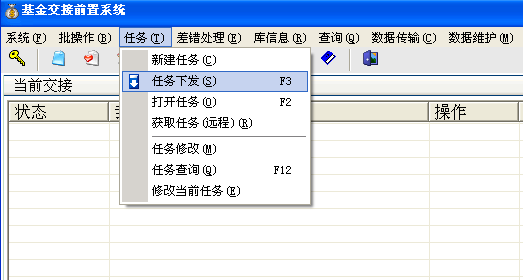 基金交接前置系统
系统(F) 批操作(B) 任务(T) 差错处理(E) 库信息(R) 查询(Q) 数据传输(C) 数据维护(M)
新建任务(C)
任务下发(S) F3
打开任务(O) F2
获取任务(远程)(R)
任务修改(M)
任务查询(Q) F12
修改当前任务(E)
当前交接
状态 操作